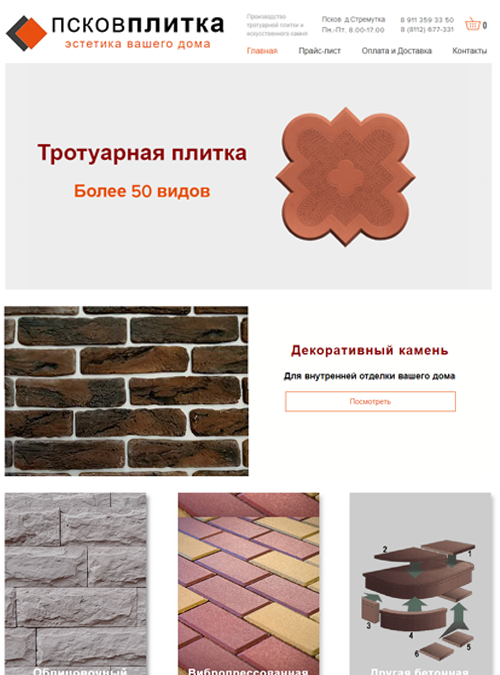 ПСКОВПЛИТКА
эстетика вашего дома
Производство
тротуарной плитки и
искусственного камня
Псков д.Стремутка
Пн.-Пт. 8.00-17.00
8 911 359 33 50
8 (8112) 677-331
0
Главная Прайс-лист Оплата и Доставка Контакты
Тротуарная плитка
Более 50 видов
Декоративный камень
Для внутренней отделки вашего дома
Посмотреть
2 1
3 4
6 5
Облицовочный Вибропрессованная Другая бетонная